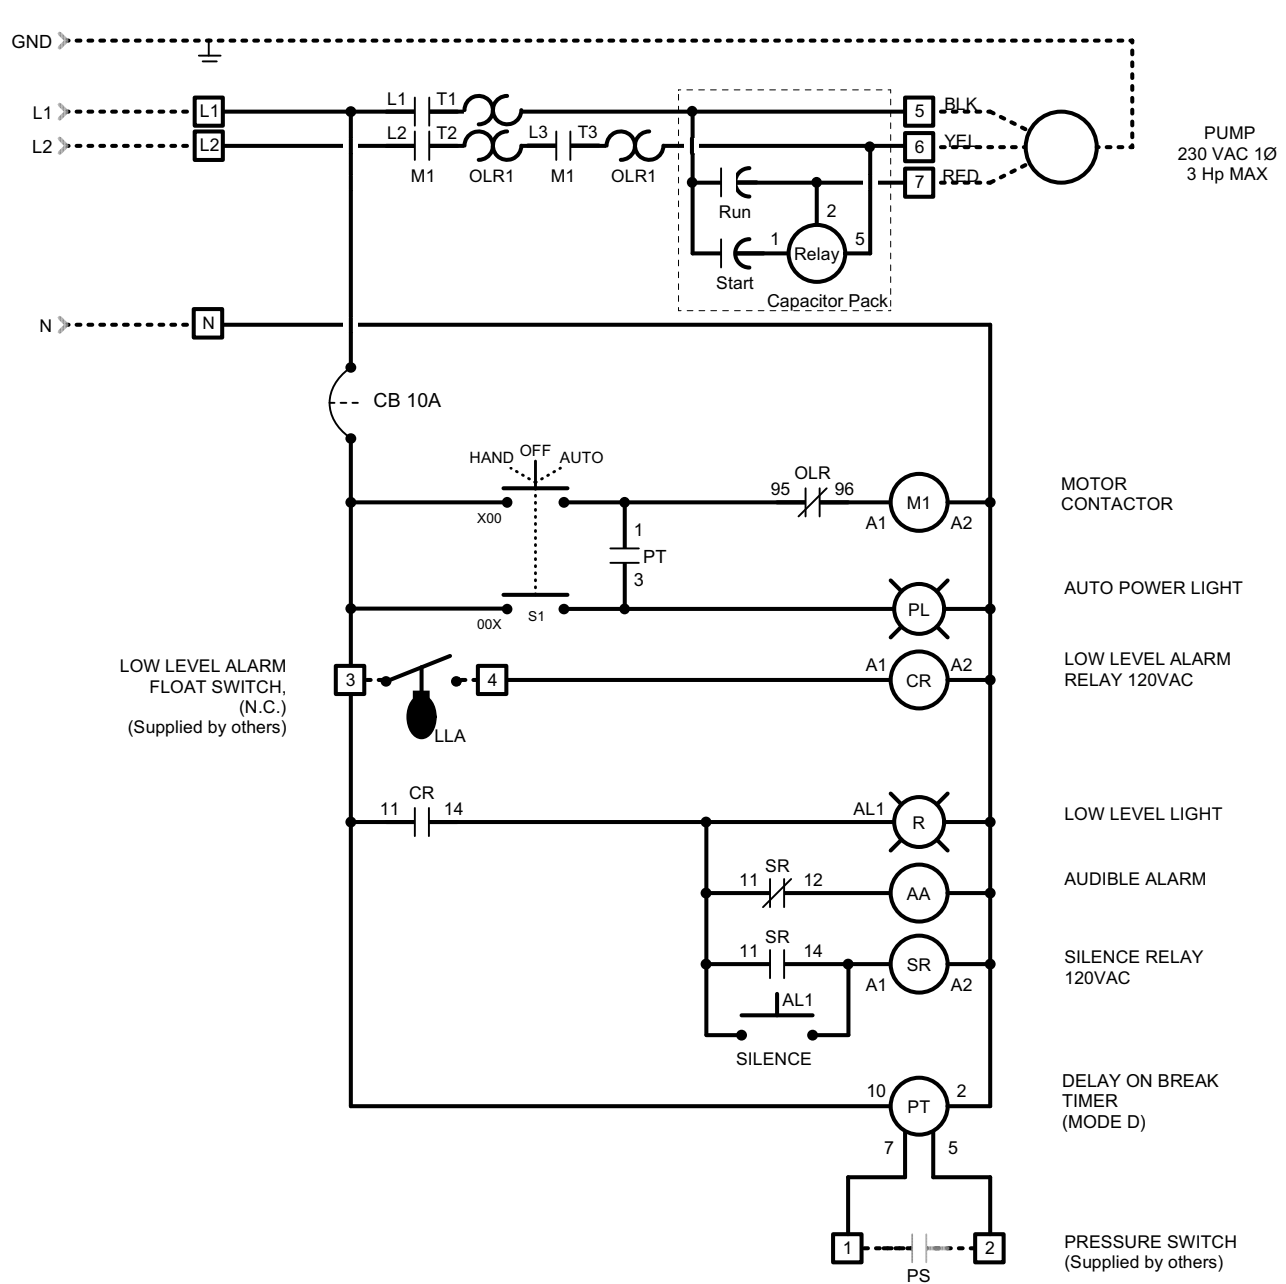 GND
L1 L1 L1 T1 5 BLK
L2 L2 L2 T2 L3 T3 6 YEL
M1 OLR1 M1 OLR1
7 RED
PUMP
230 VAC 1Ø
3 Hp MAX
Run 2
1 Relay 5
Start
Capacitor Pack
N N
CB 10A
HAND OFF AUTO
X00
95 OLR 96
A1 M1 A2
MOTOR
CONTACTOR
1
PT
3
00X S1
PL
AUTO POWER LIGHT
LOW LEVEL ALARM
FLOAT SWITCH,
(N.C.)
(Supplied by others)
3 4
LLA
A1 CR A2
LOW LEVEL ALARM
RELAY 120VAC
CR
11 14
AL1 R
LOW LEVEL LIGHT
SR
11 12
AA
AUDIBLE ALARM
SR
11 14
A1 SR A2
SILENCE RELAY
120VAC
AL1
SILENCE
10 PT 2
7 5
DELAY ON BREAK
TIMER
(MODE D)
1 2
PS
PRESSURE SWITCH
(Supplied by others)